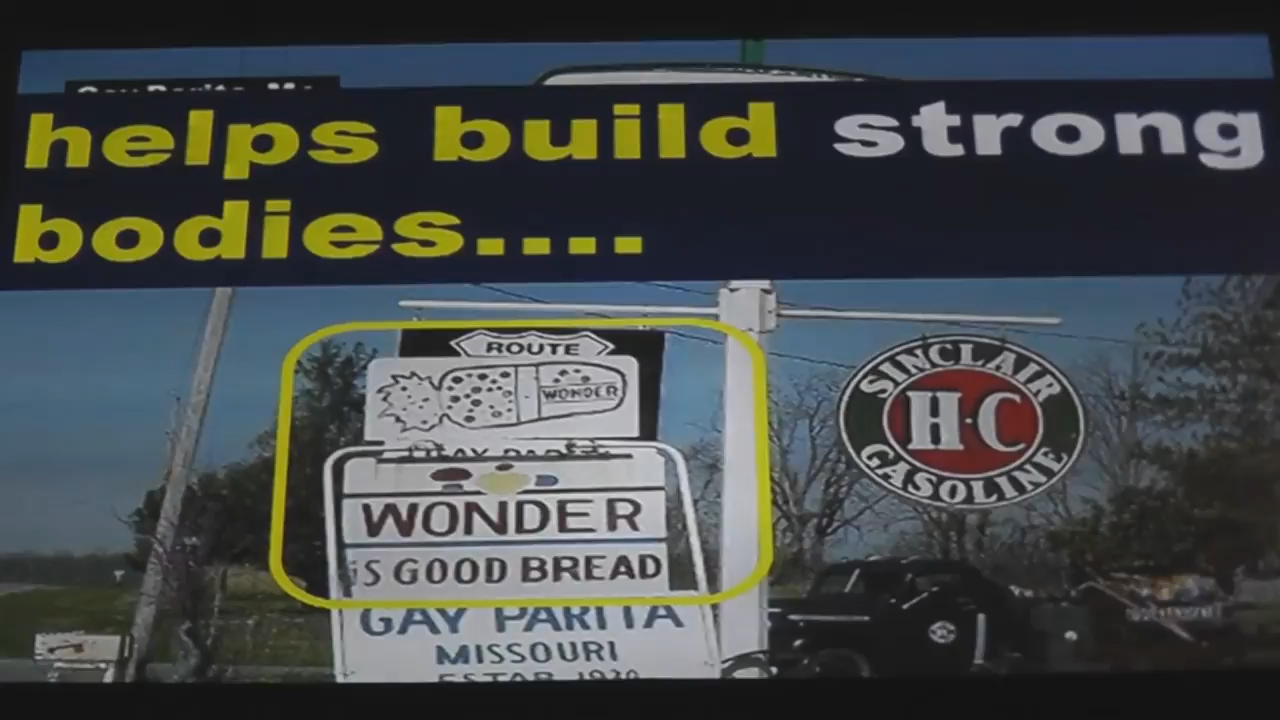 helps build strong
bodies....
ROUTE
WONDER
WONDER
iS GOOD BREAD
GAY PARITA
MISSOURI
SINCLAIR
H·C
GASOLINE